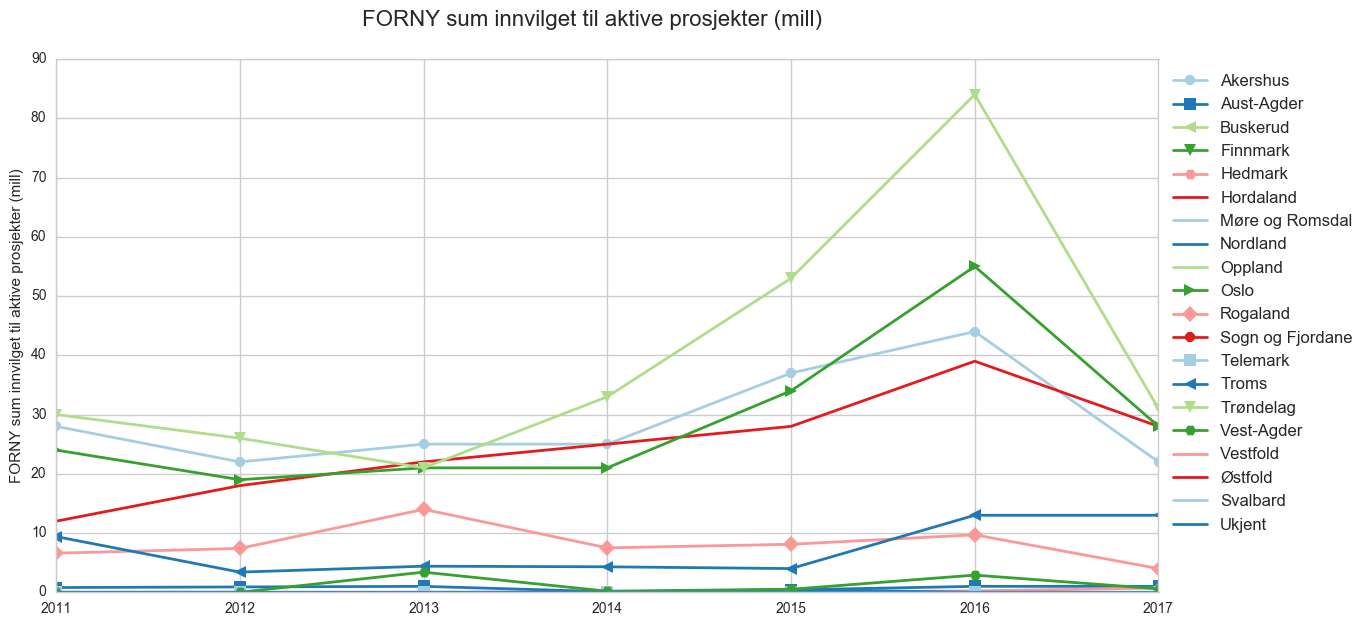 FORNY sum innvilget til aktive prosjekter (mill)
FORNY sum innvilget til aktive prosjekter (mill)
90
80
70
60
50
40
30
20
10
0
2011 2012 2013 2014 2015 2016 2017
Akershus
Aust-Agder
Buskerud
Finnmark
Hedmark
Hordaland
Møre og Romsdal
Nordland
Oppland
Oslo
Rogaland
Sogn og Fjordane
Telemark
Troms
Trøndelag
Vest-Agder
Vestfold
Østfold
Svalbard
Ukjent